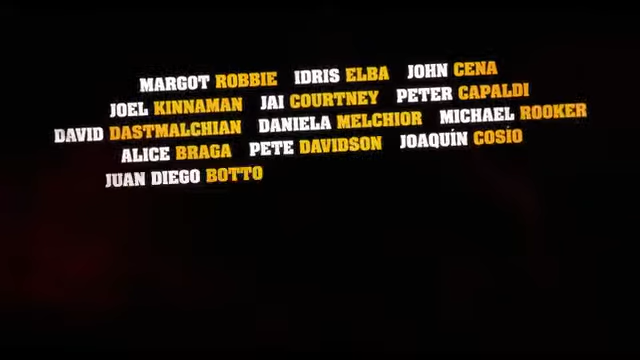 MARGOT ROBBIE IDRIS ELBA JOHN CENA
JOEL KINNAMAN JAI COURTNEY PETER CAPALDI
DAVID DASTMALCHIAN DANIELA MELCHIOR MICHAEL ROOKER
ALICE BRAGA PETE DAVIDSON JOAQUÍN COSÍO
JUAN DIEGO BOTTO